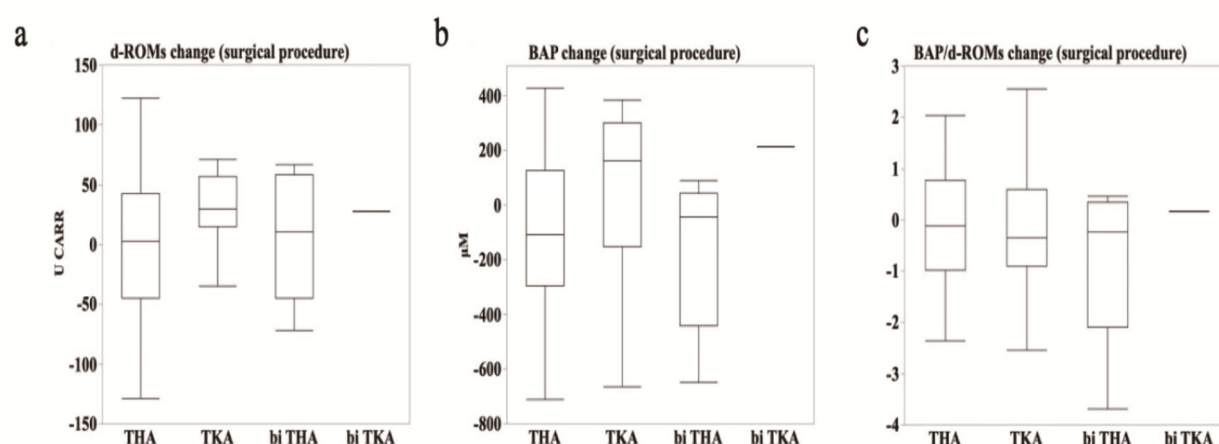 a
d-ROMs change (surgical procedure)
150
100
50
0
-50
-100
-150
U CARR
THA TKA bi THA bi TKA
b
BAP change (surgical procedure)
400
200
0
-200
-400
-600
-800
µM
THA TKA bi THA bi TKA
c
BAP/d-ROMs change (surgical procedure)
3
2
1
0
-1
-2
-3
-4
THA TKA bi THA bi TKA